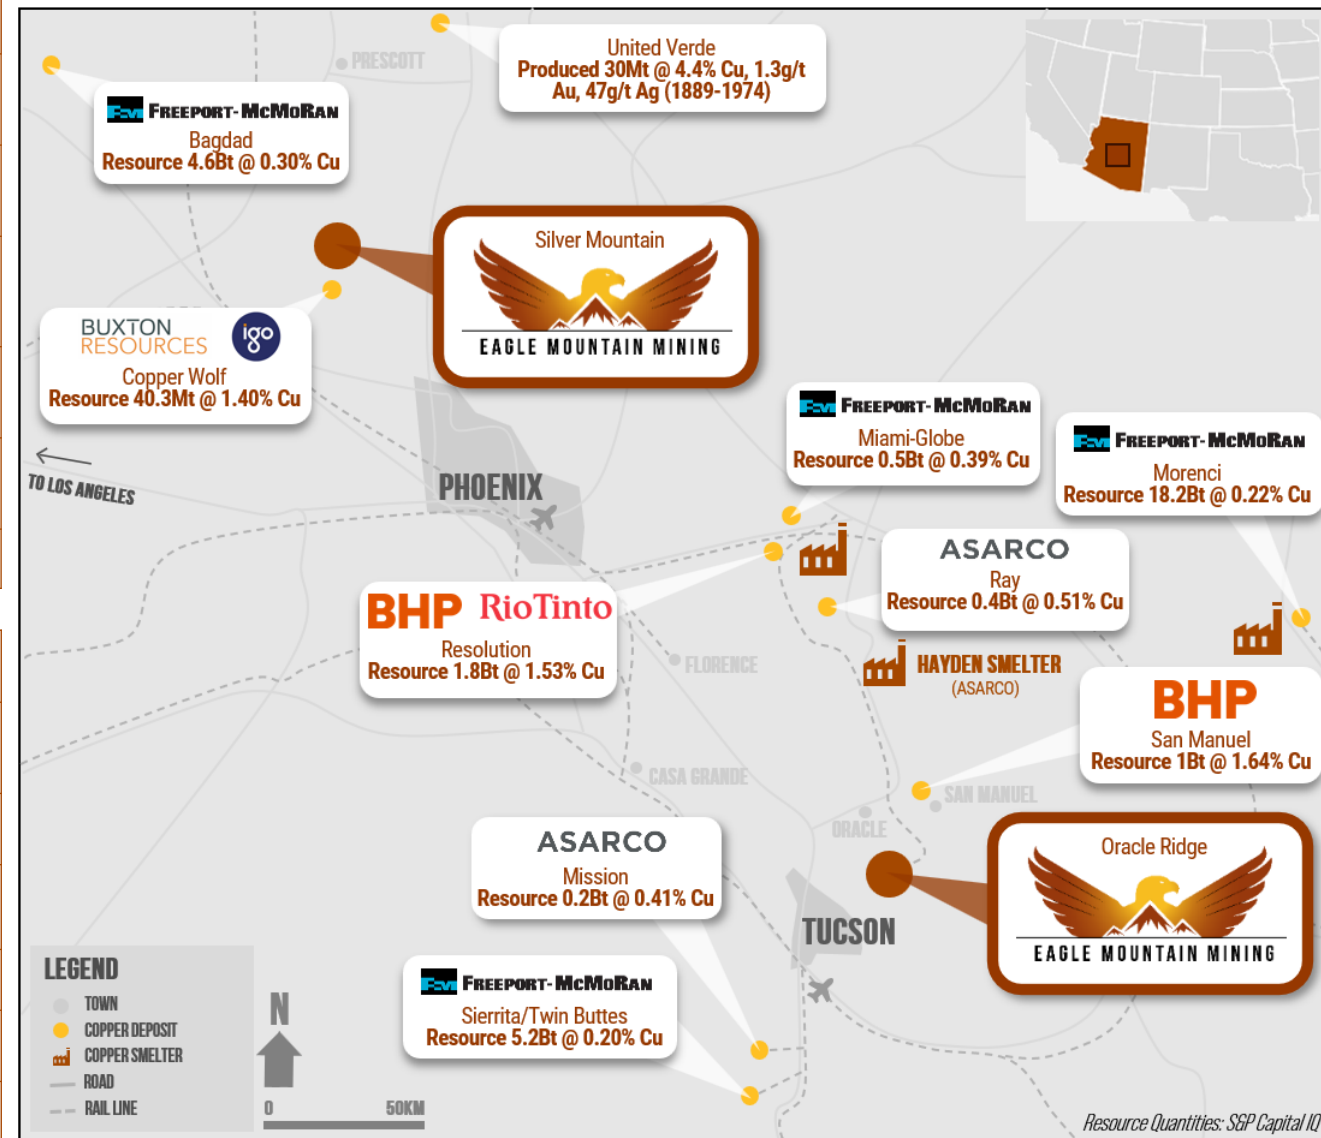 PRESCOTT
United Verde
Produced 30Mt @ 4.4% Cu, 1.3g/t
Au, 47g/t Ag (1889-1974)
FCX FREEPORT-McMoRAN
Bagdad
Resource 4.6Bt @ 0.30% Cu
Silver Mountain
EAGLE MOUNTAIN MINING
BUXTON
RESOURCES
igo
Copper Wolf
Resource 40.3Mt @ 1.40% Cu
TO LOS ANGELES
PHOENIX
FREEPORT-McMoRAN
Miami-Globe
Resource 0.5Bt @ 0.39% Cu
FREEPORT-McMoRAN
Morenci
Resource 18.2Bt @ 0.22% Cu
ASARCO
Ray
Resource 0.4Bt @ 0.51% Cu
BHP RioTinto
Resolution
Resource 1.8Bt @ 1.53% Cu
FLORENCE
HAYDEN SMELTER
(ASARCO)
BHP
San Manuel
Resource 1Bt @ 1.64% Cu
CASA GRANDE
SAN MANUEL
ORACLE
ASARCO
Mission
Resource 0.2Bt @ 0.41% Cu
Oracle Ridge
EAGLE MOUNTAIN MINING
TUCSON
FREEPORT-McMoRAN
Sierrita/Twin Buttes
Resource 5.2Bt @ 0.20% Cu
LEGEND
TOWN
COPPER DEPOSIT
COPPER SMELTER
ROAD
RAIL LINE
N
0 50KM
Resource Quantities: S&P Capital IQ